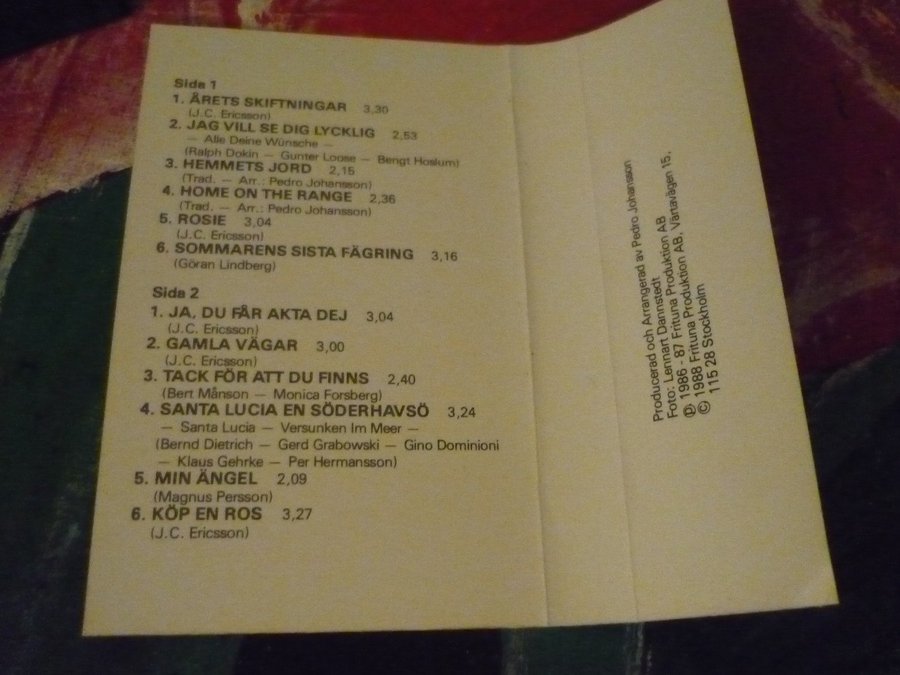 Sida 1
1. ÅRETS SKIFTNINGAR 3,30
(J.C. Ericsson)
2. JAG VILL SE DIG LYCKLIG 2,53
— Alle Deine Wünsche —
(Ralph Dokin — Gunter Loose — Bengt Hoslum)
3. HEMMETS JORD 2,15
(Trad. — Arr.: Pedro Johansson)
4. HOME ON THE RANGE 2,36
(Trad. — Arr.: Pedro Johansson)
5. ROSIE 3,04
(J.C. Ericsson)
6. SOMMARENS SISTA FÄGRING 3,16
(Göran Lindberg)
Sida 2
1. JA, DU FÅR AKTA DEJ 3,04
(J.C. Ericsson)
2. GAMLA VÄGAR 3,00
(J.C. Ericsson)
3. TACK FÖR ATT DU FINNS 2,40
(Bert Månson — Monica Forsberg)
4. SANTA LUCIA EN SÖDERHAVSÖ 3,24
— Santa Lucia — Versunken Im Meer —
(Bernd Dietrich — Gerd Grabowski — Gino Dominioni
— Klaus Gehrke — Per Hermansson)
5. MIN ÄNGEL 2,09
(Magnus Persson)
6. KÖP EN ROS 3,27
(J.C. Ericsson)
Producerad och Arrangerad av Pedro Johansson
Foto: Lennart Dannstedt
Ⓟ 1986 - 87 Frituna Produktion AB
© 1988 Frituna Produktion AB, Värtavägen 15,
115 28 Stockholm